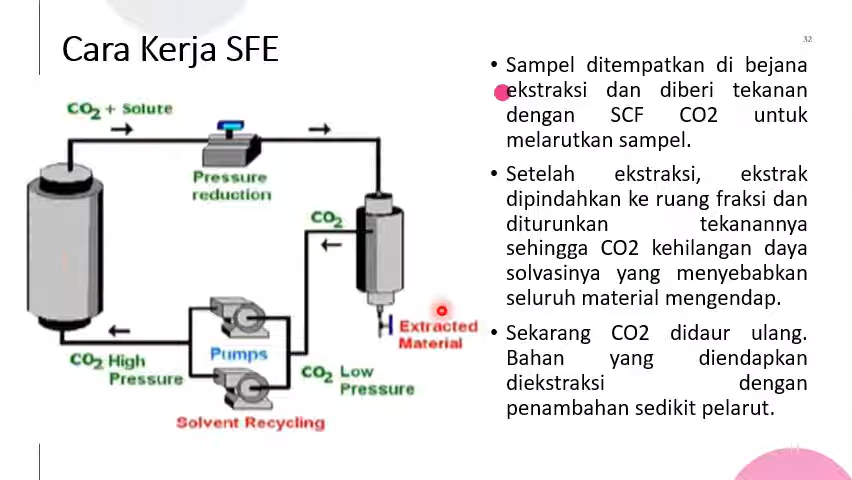 Cara Kerja SFE
32
CO2 + Solute
Pressure
reduction
CO2
Extracted
Material
Pumps
CO2 High
Pressure
CO2 Low
Pressure
Solvent Recycling
• Sampel ditempatkan di bejana
ekstraksi dan diberi tekanan
dengan SCF CO2 untuk
melarutkan sampel.
• Setelah ekstraksi, ekstrak
dipindahkan ke ruang fraksi dan
diturunkan tekanannya
sehingga CO2 kehilangan daya
solvasinya yang menyebabkan
seluruh material mengendap.
• Sekarang CO2 didaur ulang.
Bahan yang diendapkan
diekstraksi dengan
penambahan sedikit pelarut.